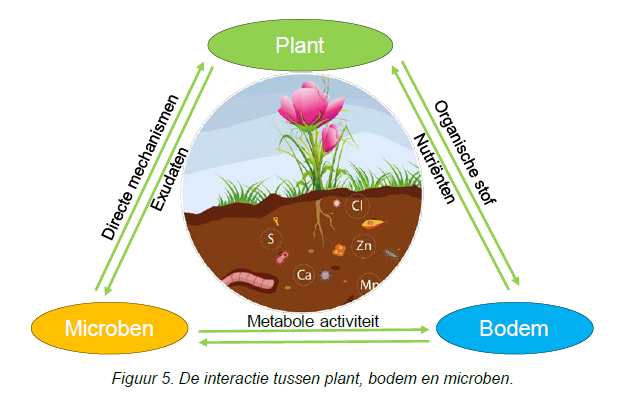 Plant
Directe mechanismen
Exudaten
Organische stof
Nutriënten
Cl
S
Zn
Ca
Mn
Microben
Metabole activiteit
Bodem
Figuur 5. De interactie tussen plant, bodem en microben.